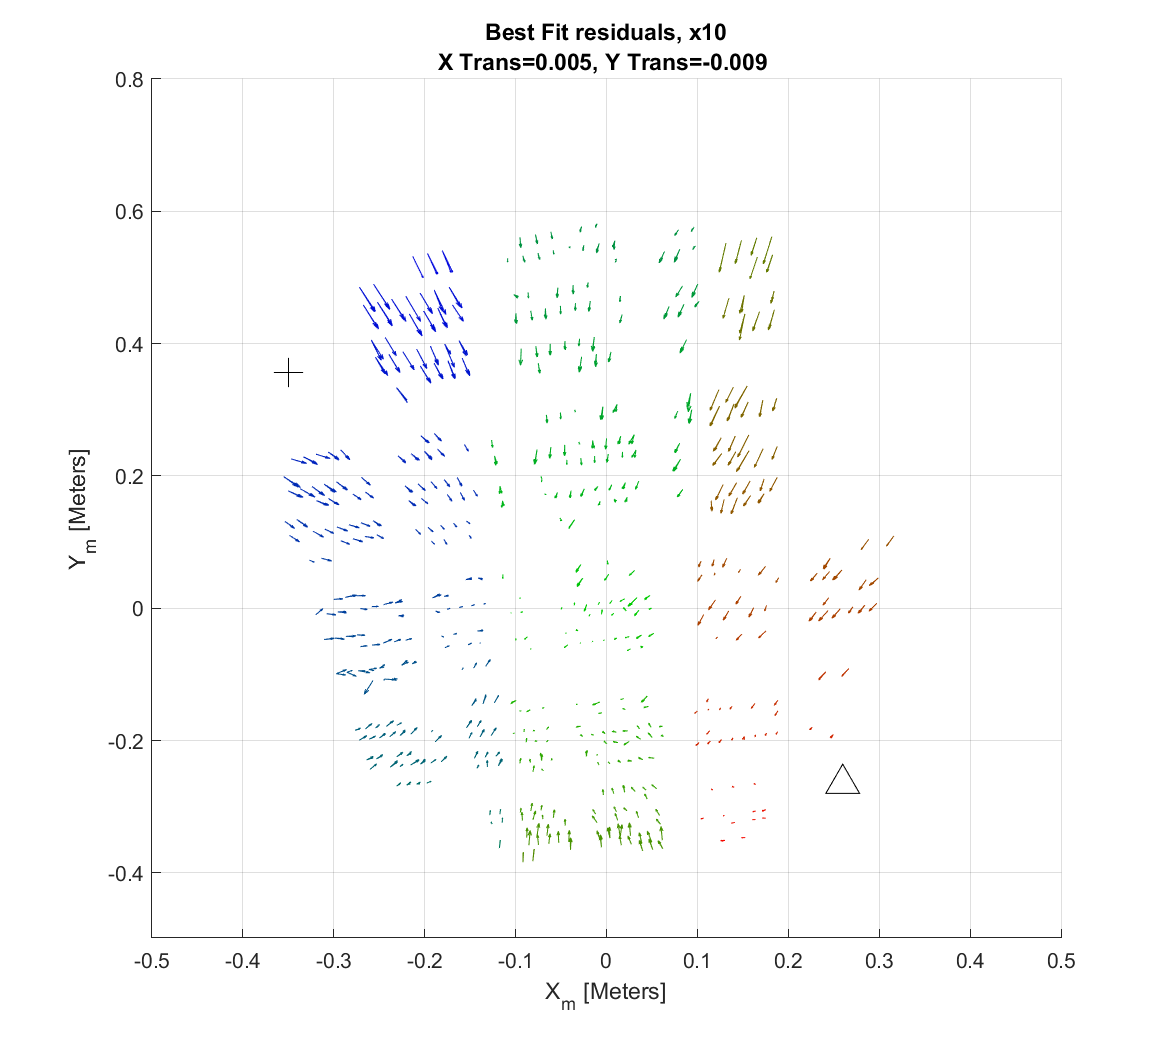 Best Fit residuals, x10
X Trans=0.005, Y Trans=-0.009
0.8
0.6
0.4
0.2
0
-0.2
-0.4
Y_m [Meters]
-0.5 -0.4 -0.3 -0.2 -0.1 0 0.1 0.2 0.3 0.4 0.5
X_m [Meters]